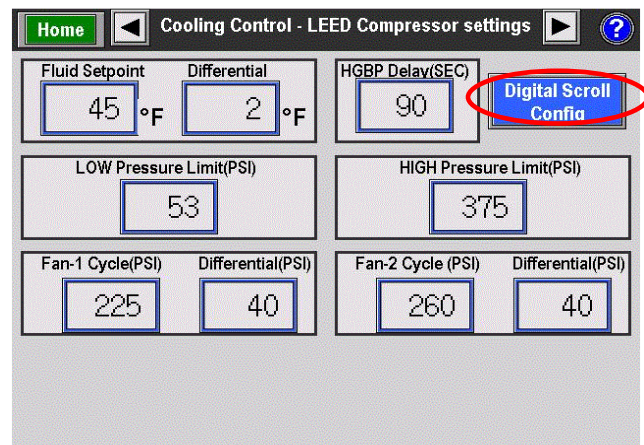 Home
Cooling Control - LEED Compressor settings
?
Fluid Setpoint Differential
45 °F 2 °F
HGBP Delay(SEC)
90
Digital Scroll
Config
LOW Pressure Limit(PSI)
53
HIGH Pressure Limit(PSI)
375
Fan-1 Cycle(PSI) Differential(PSI)
225 40
Fan-2 Cycle (PSI) Differential(PSI)
260 40